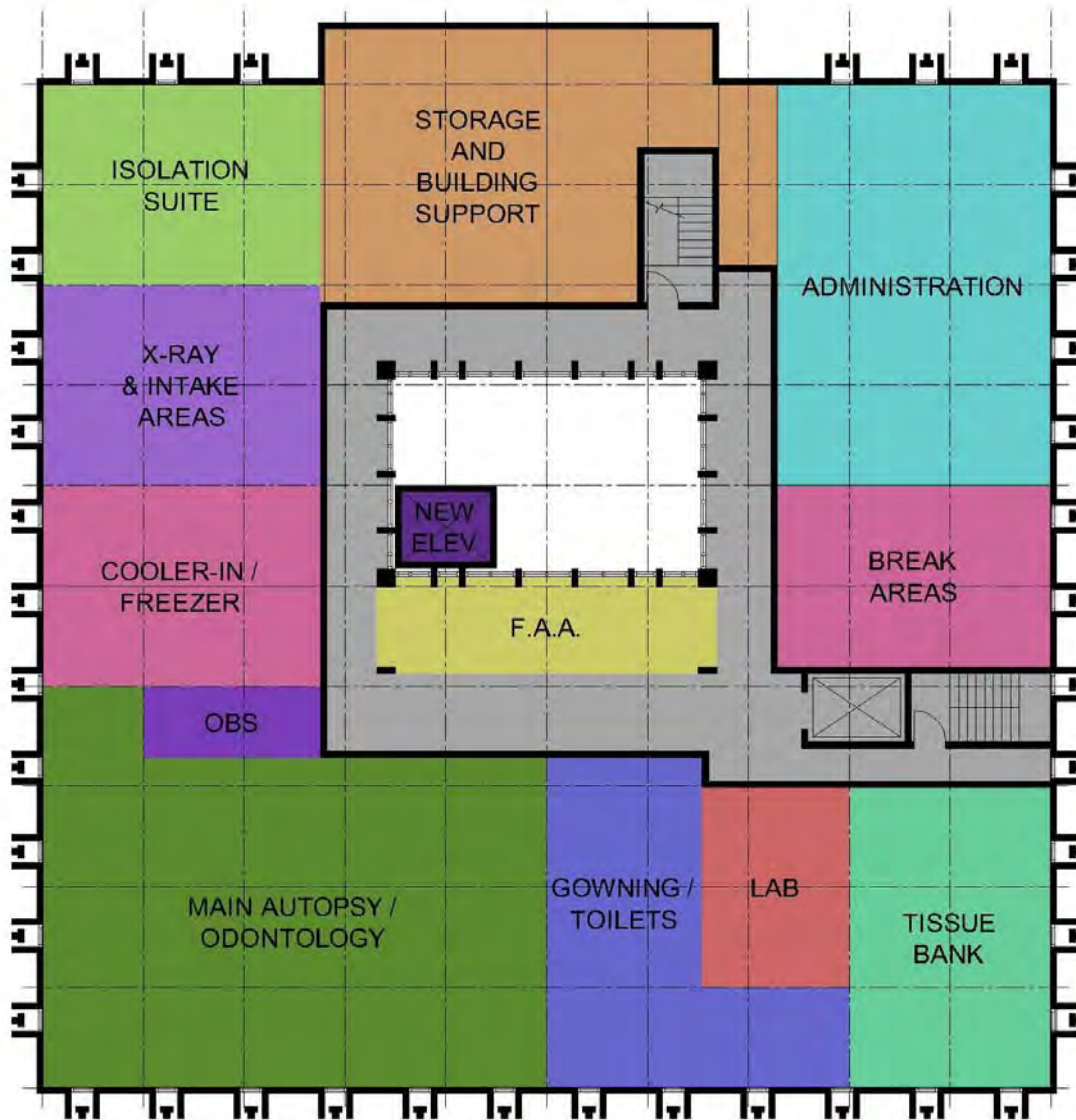 STORAGE
AND
BUILDING
SUPPORT
ISOLATION
SUITE
ADMINISTRATION
X-RAY
& INTAKE
AREAS
NEW
ELEV
COOLER-IN /
FREEZER
BREAK
AREAS
F.A.A.
OBS
MAIN AUTOPSY /
ODONTOLOGY
GOWNING /
TOILETS
LAB
TISSUE
BANK